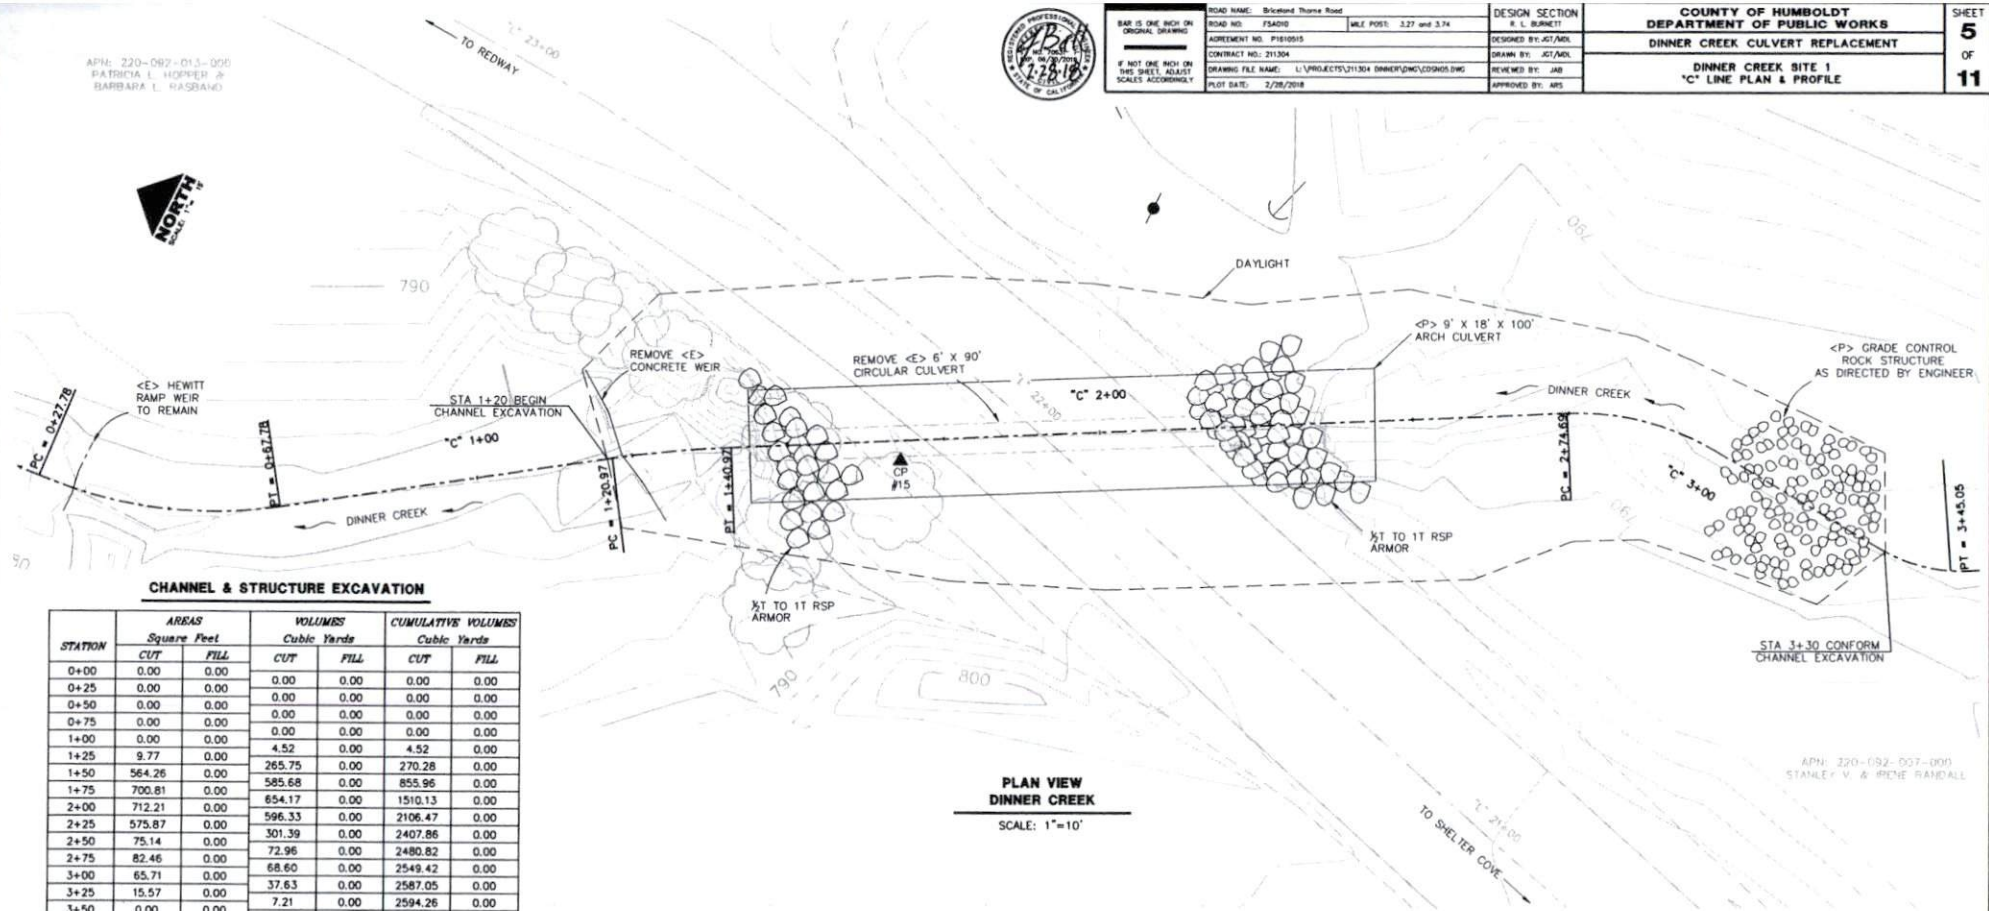 BAR IS ONE INCH ON
ORIGINAL DRAWING
IF NOT ONE INCH ON
THIS SHEET, ADJUST
SCALES ACCORDINGLY
ROAD NAME: Briceland Thorne Road
ROAD NO: F5A010
MILE POST: 3.27 and 3.74
AGREEMENT NO. P1610515
CONTRACT NO.: 211304
DRAWING FILE NAME: L:\PROJECTS\211304 DINNER\DWG\CDSN05.DWG
PLOT DATE: 2/28/2018
DESIGN SECTION
R. L. BURNETT
DESIGNED BY: JGT/MDL
DRAWN BY: JGT/MDL
REVIEWED BY: JAB
APPROVED BY: ARS
COUNTY OF HUMBOLDT
DEPARTMENT OF PUBLIC WORKS
DINNER CREEK CULVERT REPLACEMENT
DINNER CREEK SITE 1
"C" LINE PLAN & PROFILE
SHEET
5
OF
11
REGISTERED PROFESSIONAL ENGINEER
CIVIL
STATE OF CALIFORNIA
2-28-18
APN: 220-092-013-000
PATRICIA L. HOPPER &
BARBARA L. RASBAND
"L" 23+00
TO REDWAY
NORTH
790
790
DAYLIGHT
<P> 9' X 18' X 100'
ARCH CULVERT
REMOVE <E>
CONCRETE WEIR
REMOVE <E> 6' X 90'
CIRCULAR CULVERT
<P> GRADE CONTROL
ROCK STRUCTURE
AS DIRECTED BY ENGINEER
<E> HEWITT
RAMP WEIR
TO REMAIN
STA 1+20 BEGIN
CHANNEL EXCAVATION
"L" 22+00
"C" 2+00
DINNER CREEK
PC = 0+27.78
PT = 0+67.78
"C" 1+00
PC = 1+20.97
PT = 1+40.97
CP
#15
PC = 2+74.69
"C" 3+00
790
PT = 3+45.05
DINNER CREEK
½T TO 1T RSP
ARMOR
½T TO 1T RSP
ARMOR
STA 3+30 CONFORM
CHANNEL EXCAVATION
790
800
CHANNEL & STRUCTURE EXCAVATION
STATION AREAS VOLUMES CUMULATIVE VOLUMES
Square Feet Cubic Yards Cubic Yards
CUT FILL CUT FILL CUT FILL
0+00 0.00 0.00
0.00 0.00 0.00 0.00
0+25 0.00 0.00
0.00 0.00 0.00 0.00
0+50 0.00 0.00
0.00 0.00 0.00 0.00
0+75 0.00 0.00
0.00 0.00 0.00 0.00
1+00 0.00 0.00
4.52 0.00 4.52 0.00
1+25 9.77 0.00
265.75 0.00 270.28 0.00
1+50 564.26 0.00
585.68 0.00 855.96 0.00
1+75 700.81 0.00
654.17 0.00 1510.13 0.00
2+00 712.21 0.00
596.33 0.00 2106.47 0.00
2+25 575.87 0.00
301.39 0.00 2407.86 0.00
2+50 75.14 0.00
72.96 0.00 2480.82 0.00
2+75 82.46 0.00
68.60 0.00 2549.42 0.00
3+00 65.71 0.00
37.63 0.00 2587.05 0.00
3+25 15.57 0.00
7.21 0.00 2594.26 0.00
3+50 0.00 0.00
PLAN VIEW
DINNER CREEK
SCALE: 1"=10'
APN: 220-092-007-000
STANLEY V. & IRENE RANDALL
"L" 21+00
TO SHELTER COVE